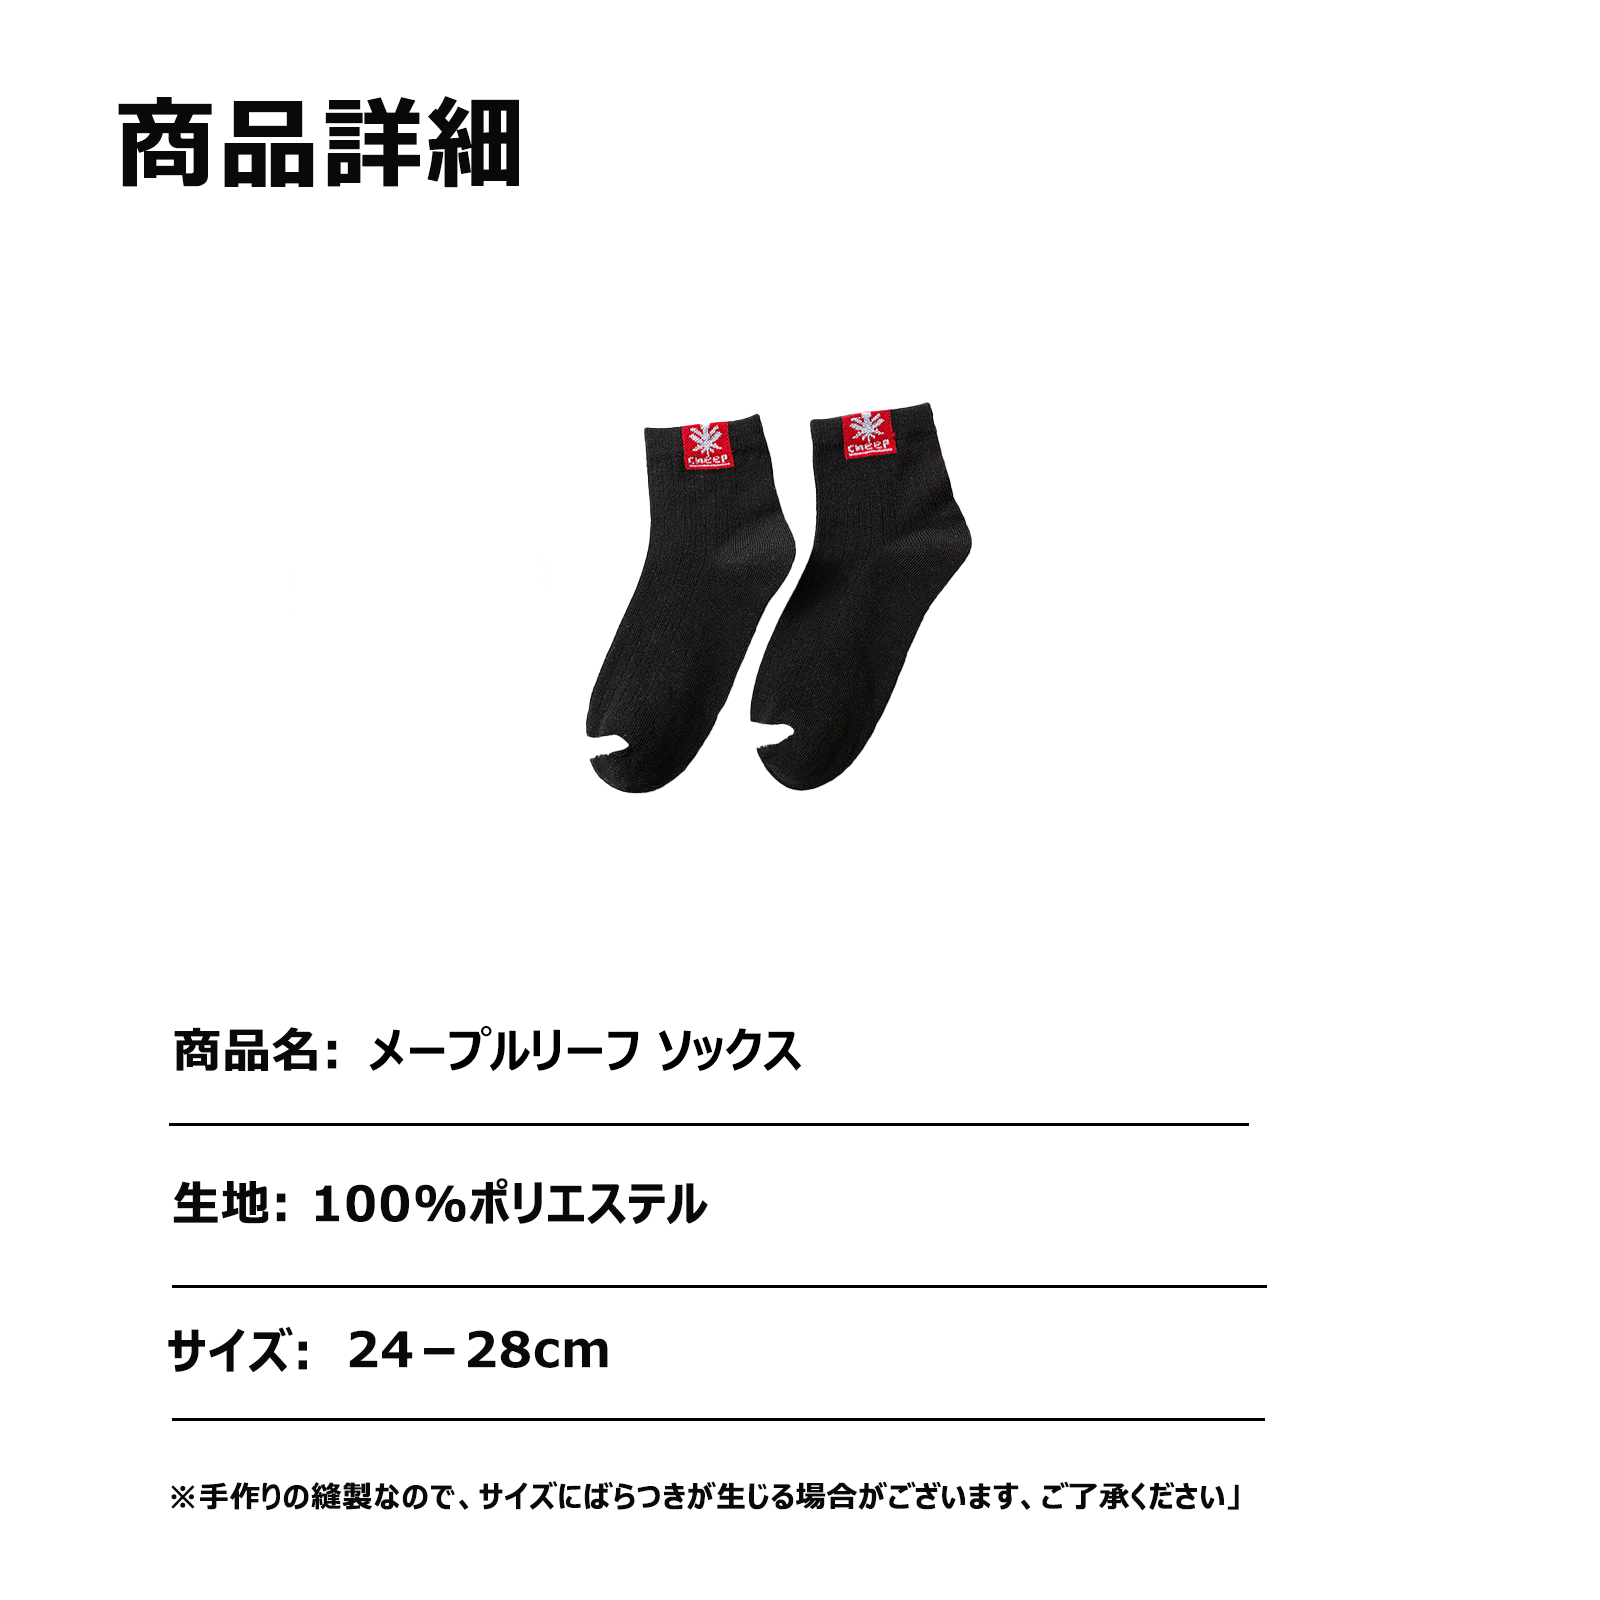 商品詳細
cheep
cheep
商品名: メープルリーフ ソックス
生地: 100%ポリエステル
サイズ: 24－28cm
※手作りの縫製なので、サイズにばらつきが生じる場合がございます、ご了承ください」